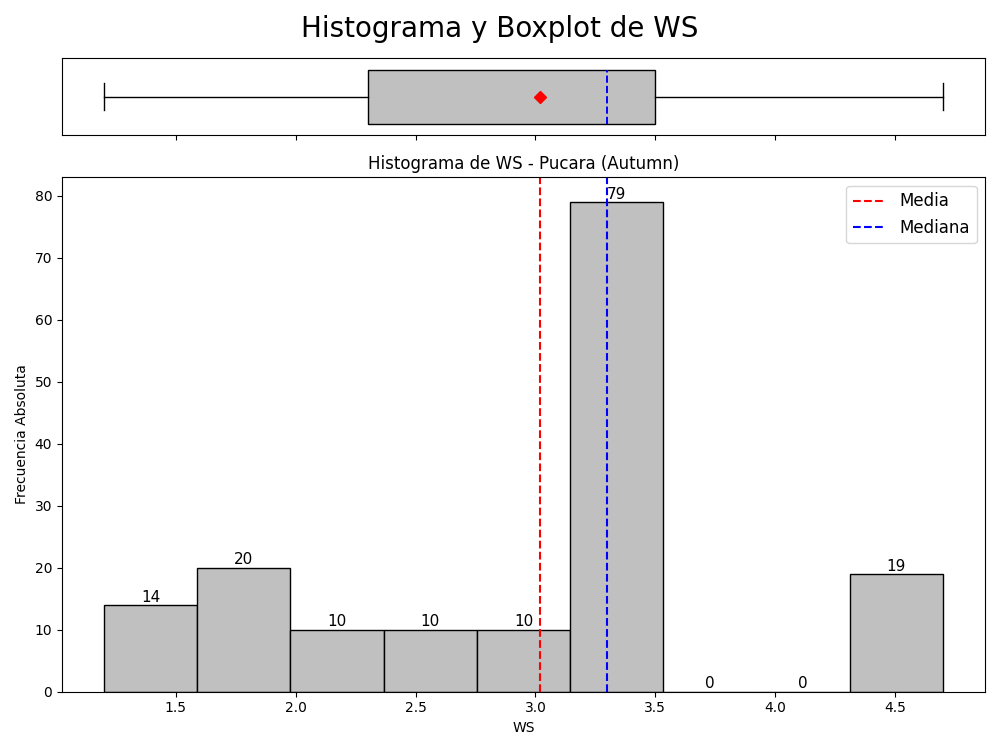 Histograma y Boxplot de WS
Histograma de WS - Pucara (Autumn)
80
70
60
50
40
30
20
10
0
Frecuencia Absoluta
14
20
10
10
10
79
0
0
19
Media
Mediana
1.5 2.0 2.5 3.0 3.5 4.0 4.5
WS